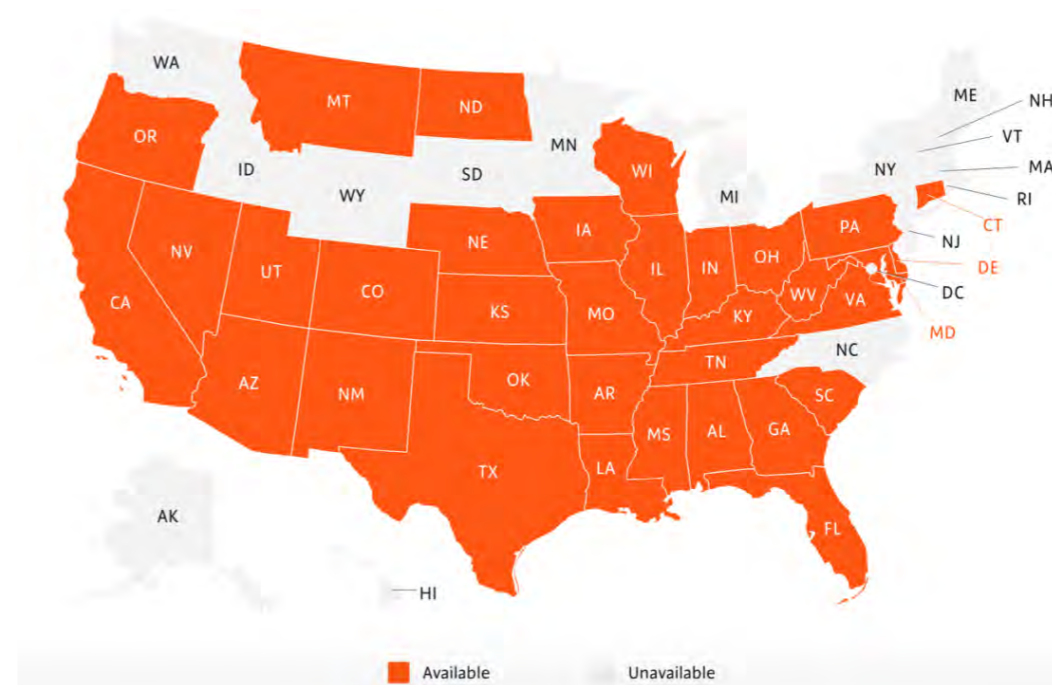 WA
MT
ND
ME
NH
OR
MN
VT
ID
SD
WI
NY
MA
WY
MI
RI
CT
NE
IA
PA
NJ
NV
UT
IL
IN
OH
DE
CO
DC
CA
KS
MO
WV
VA
KY
MD
NC
TN
AZ
NM
OK
AR
SC
MS
AL
GA
TX
LA
AK
FL
HI
Available
Unavailable